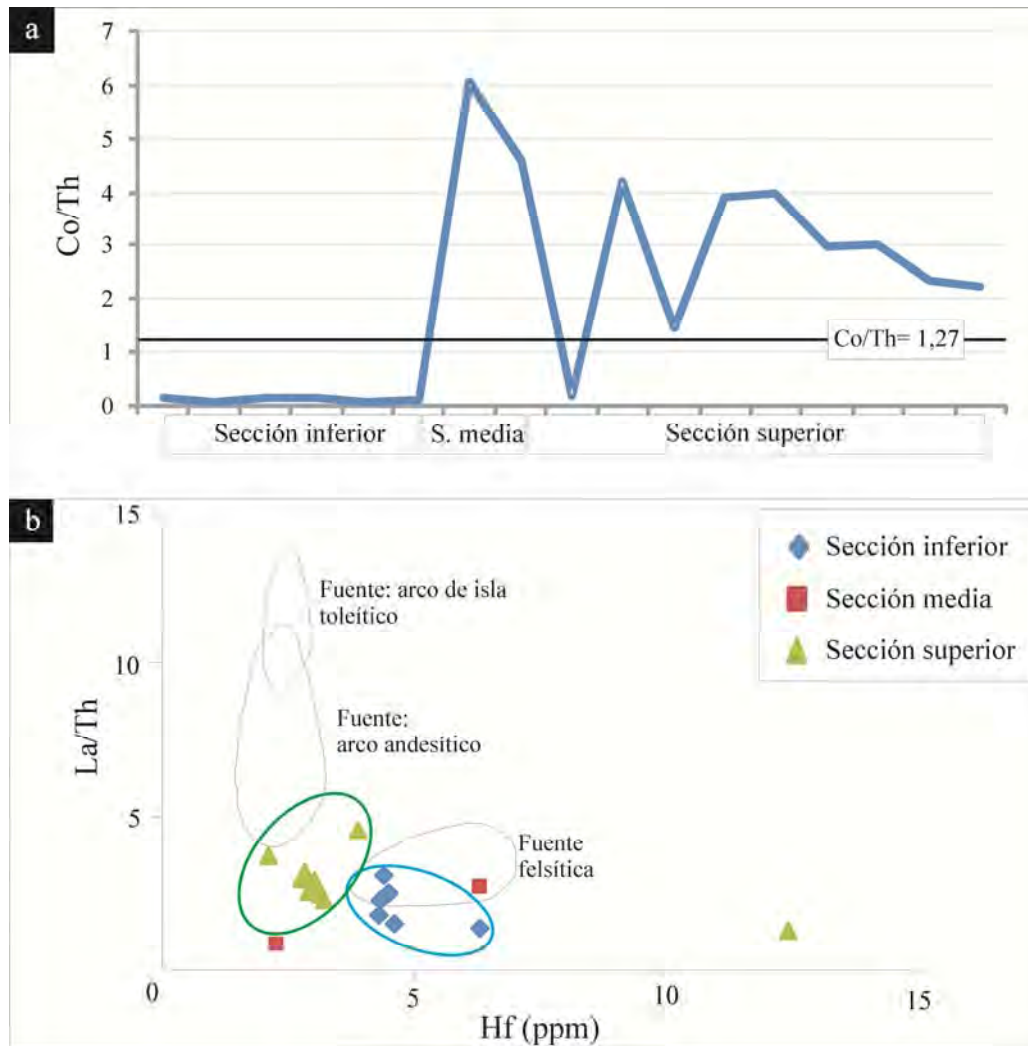 a
7
6
5
4
3
2
1
0
Co/Th
Co/Th= 1,27
Sección inferior
S. media
Sección superior
b
15
10
5
0
5
10
15
La/Th
Hf (ppm)
Fuente: arco de isla
toleítico
Fuente:
arco andesítico
Fuente
felsítica
Sección inferior
Sección media
Sección superior